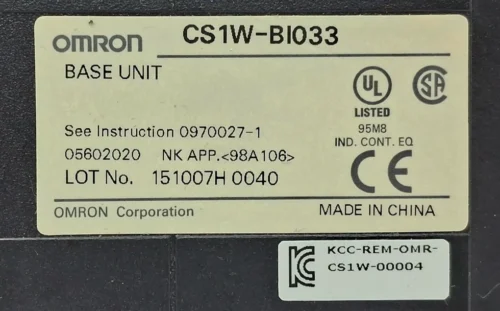 OMRON CS1W-BI033
BASE UNIT
UL
LISTED
95M8
IND. CONT. EQ
SA
See Instruction 0970027-1
05602020 NK APP.<98A106>
LOT No. 151007H 0040
CE
OMRON Corporation MADE IN CHINA
KCC-REM-OMR-
CS1W-00004